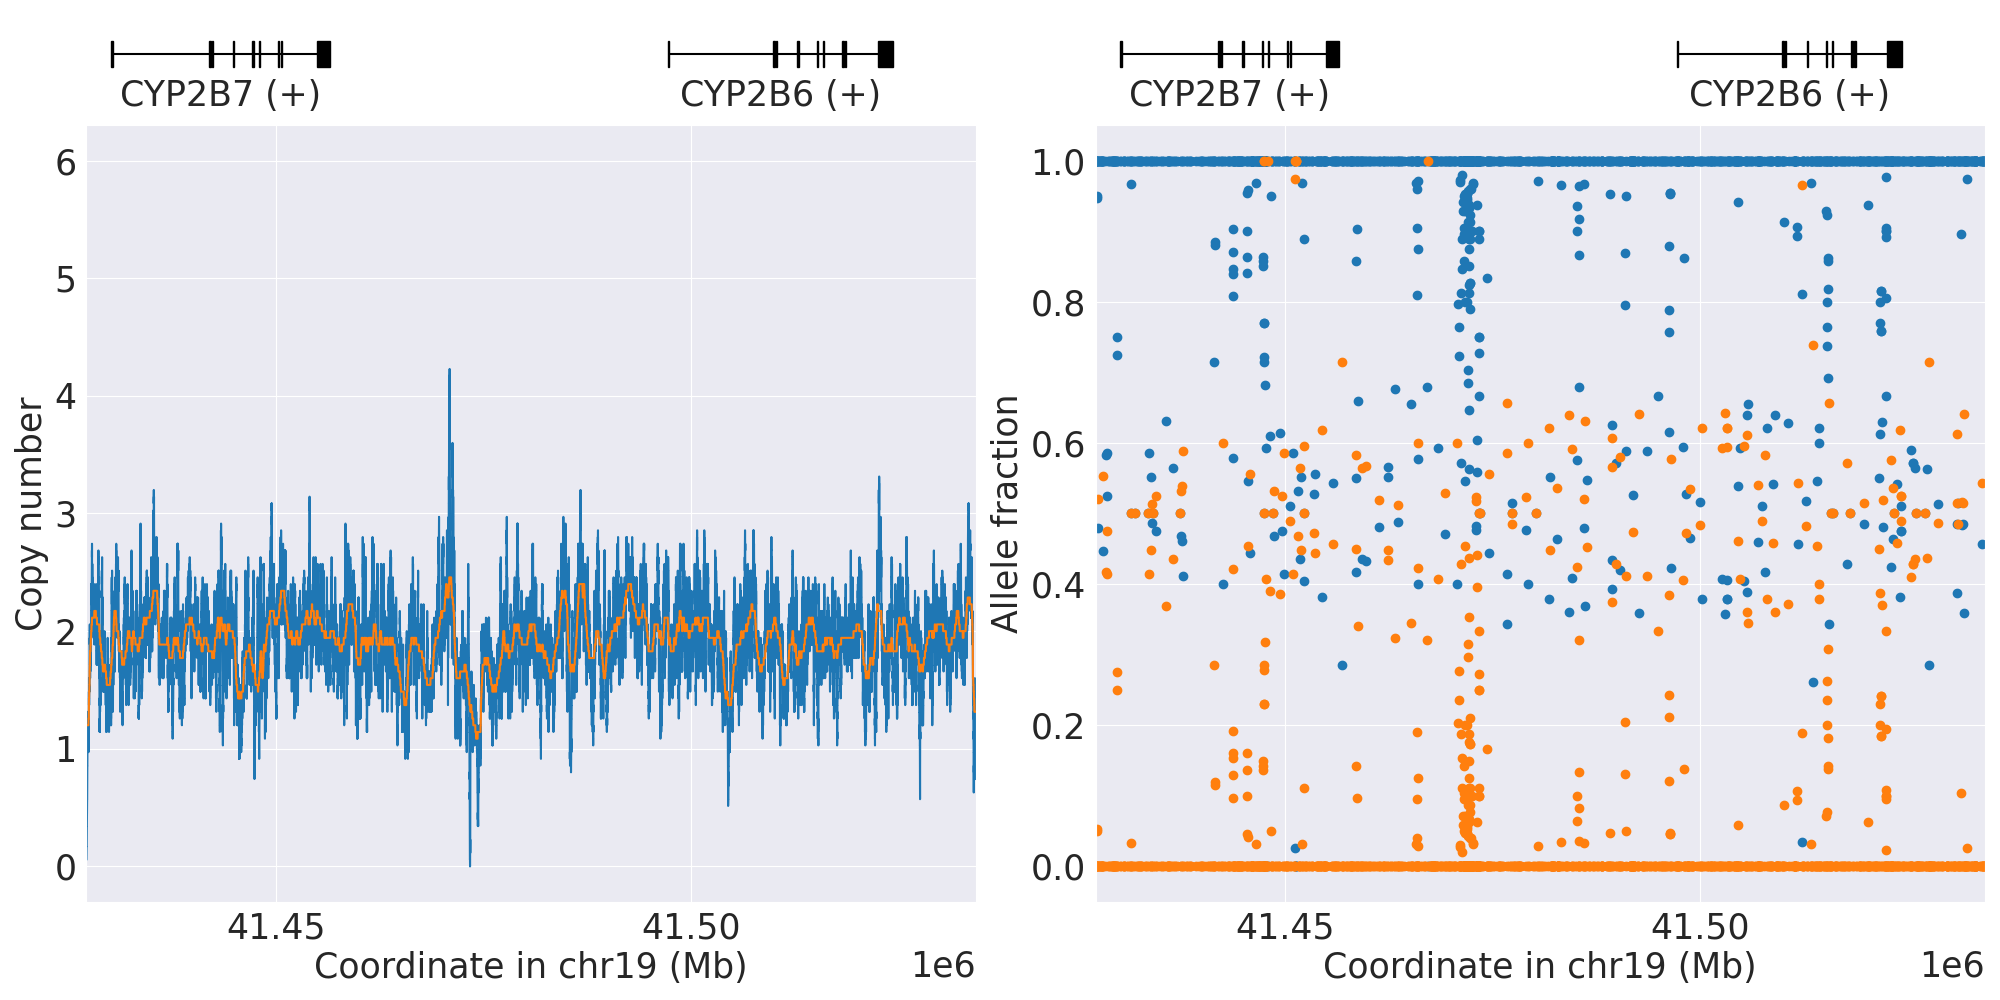 CYP2B7 (+)
CYP2B6 (+)
6
5
4
3
2
1
0
Copy number
41.45
41.50
Coordinate in chr19 (Mb)
1e6
CYP2B7 (+)
CYP2B6 (+)
1.0
0.8
0.6
0.4
0.2
0.0
Allele fraction
41.45
41.50
Coordinate in chr19 (Mb)
1e6